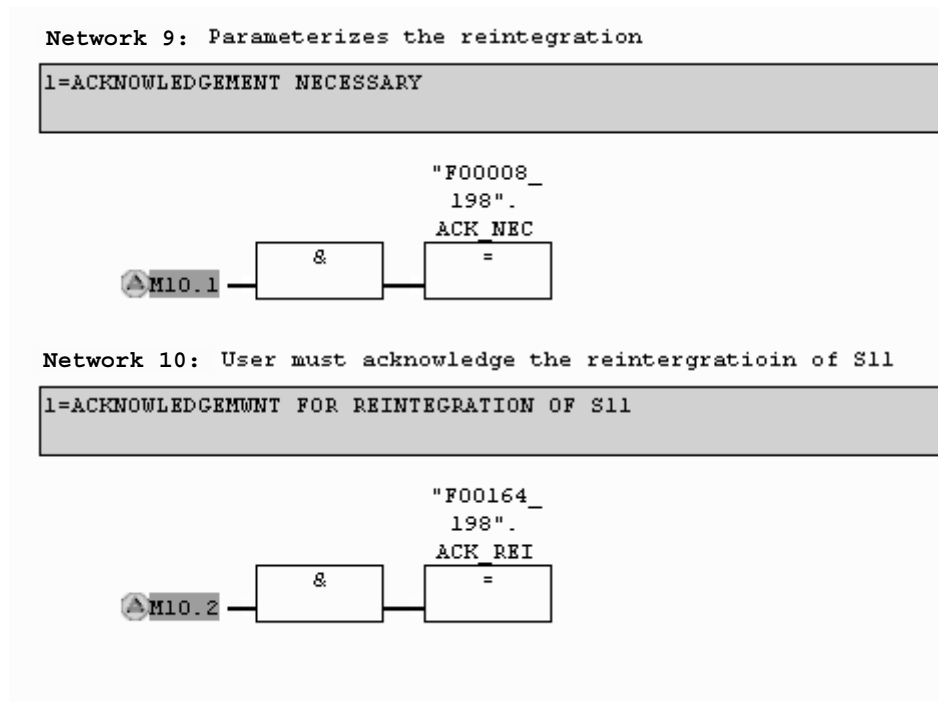 Network 9: Parameterizes the reintegration
1=ACKNOWLEDGEMENT NECESSARY
"F00008_
198".
ACK_NEC
&
=
M10.1
Network 10: User must acknowledge the reintergratioin of S11
1=ACKNOWLEDGEMWNT FOR REINTEGRATION OF S11
"F00164_
198".
ACK_REI
&
=
M10.2